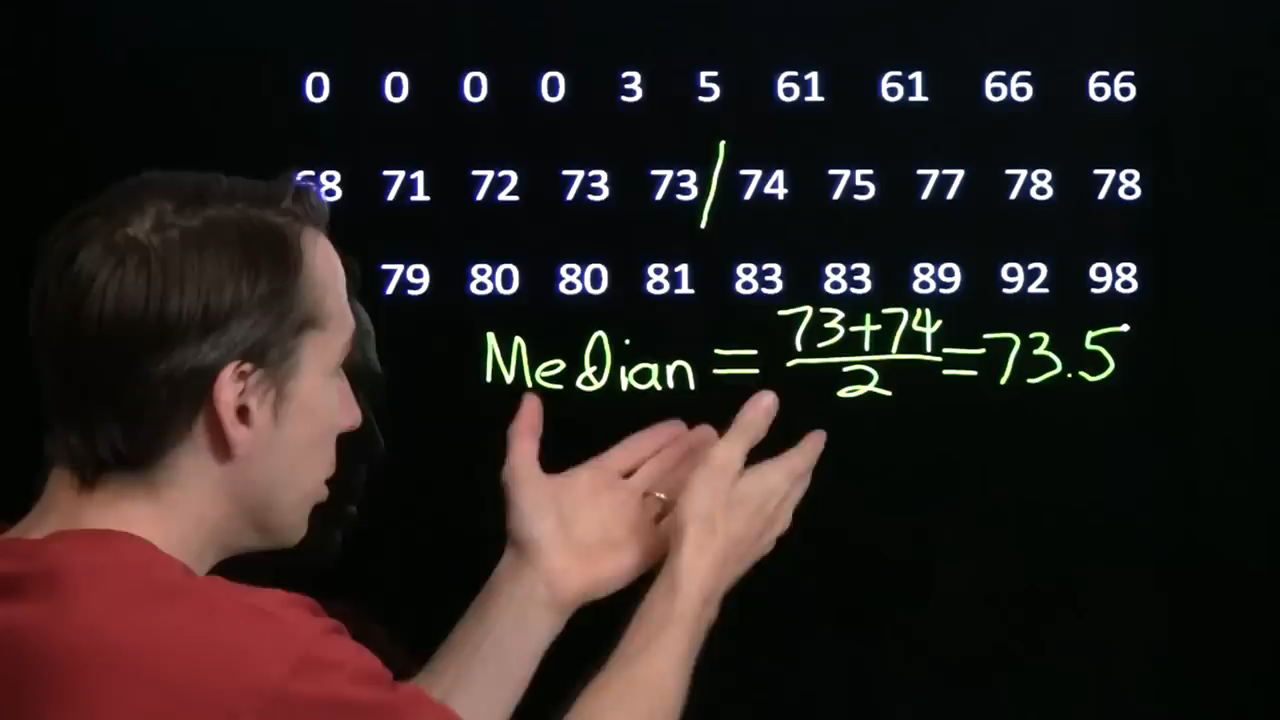 0 0 0 0 3 5 61 61 66 66
68 71 72 73 73 / 74 75 77 78 78
79 80 80 81 83 83 89 92 98
73+74
Median = ─── = 73.5
2